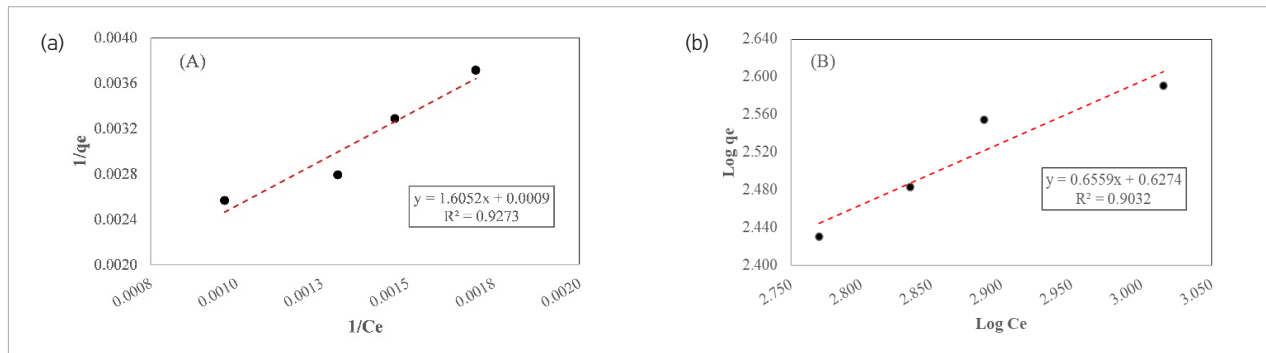 (a)
(A)
0.0040
0.0036
0.0032
0.0028
0.0024
0.0020
1/qe
y = 1.6052x + 0.0009
R² = 0.9273
0.0008
0.0010
0.0013
0.0015
0.0018
0.0020
1/Ce
(b)
(B)
2.640
2.600
2.560
2.520
2.480
2.440
2.400
Log qe
y = 0.6559x + 0.6274
R² = 0.9032
2.750
2.800
2.850
2.900
2.950
3.000
3.050
Log Ce